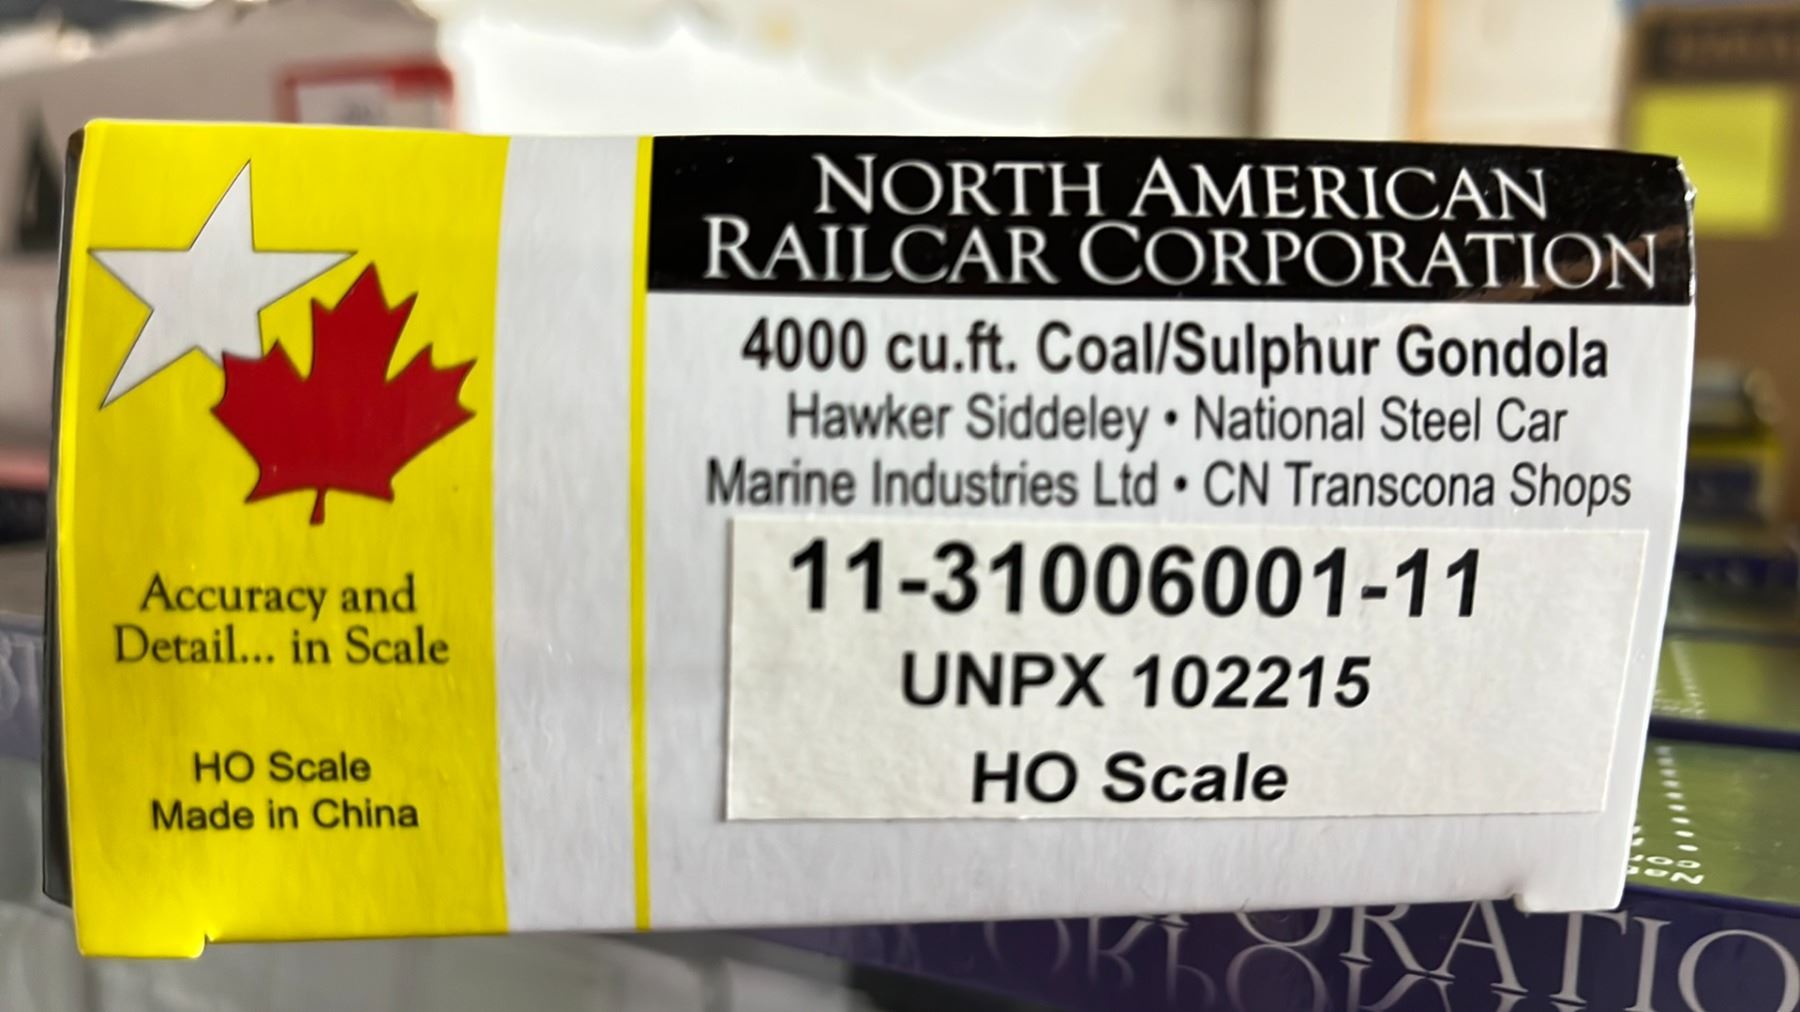 NORTH AMERICAN
RAILCAR CORPORATION
4000 cu.ft. Coal/Sulphur Gondola
Hawker Siddeley • National Steel Car
Marine Industries Ltd • CN Transcona Shops
11-31006001-11
UNPX 102215
HO Scale
Accuracy and
Detail... in Scale
HO Scale
Made in China